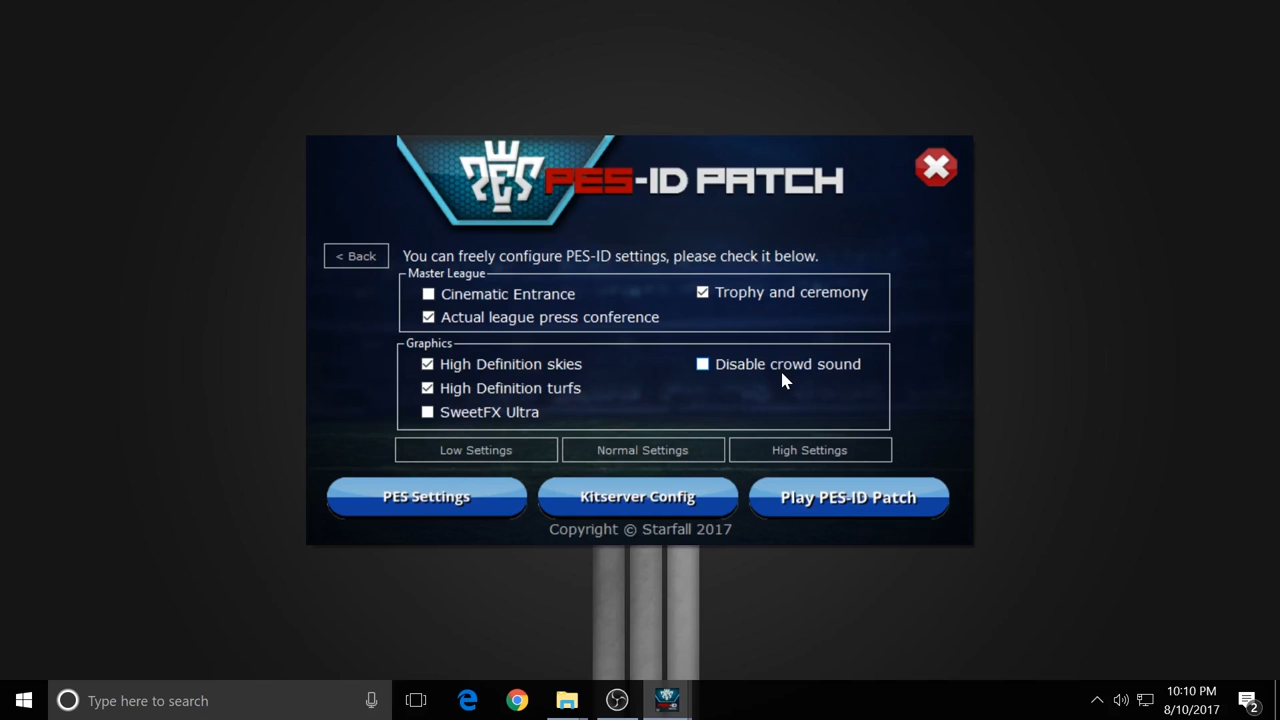 PES
PES-ID PATCH
< Back
You can freely configure PES-ID settings, please check it below.
Master League
Cinematic Entrance
Trophy and ceremony
Actual league press conference
Graphics
High Definition skies
Disable crowd sound
High Definition turfs
SweetFX Ultra
Low Settings
Normal Settings
High Settings
PES Settings
Kitserver Config
Play PES-ID Patch
Copyright © Starfall 2017
Type here to search
10:10 PM
8/10/2017
2